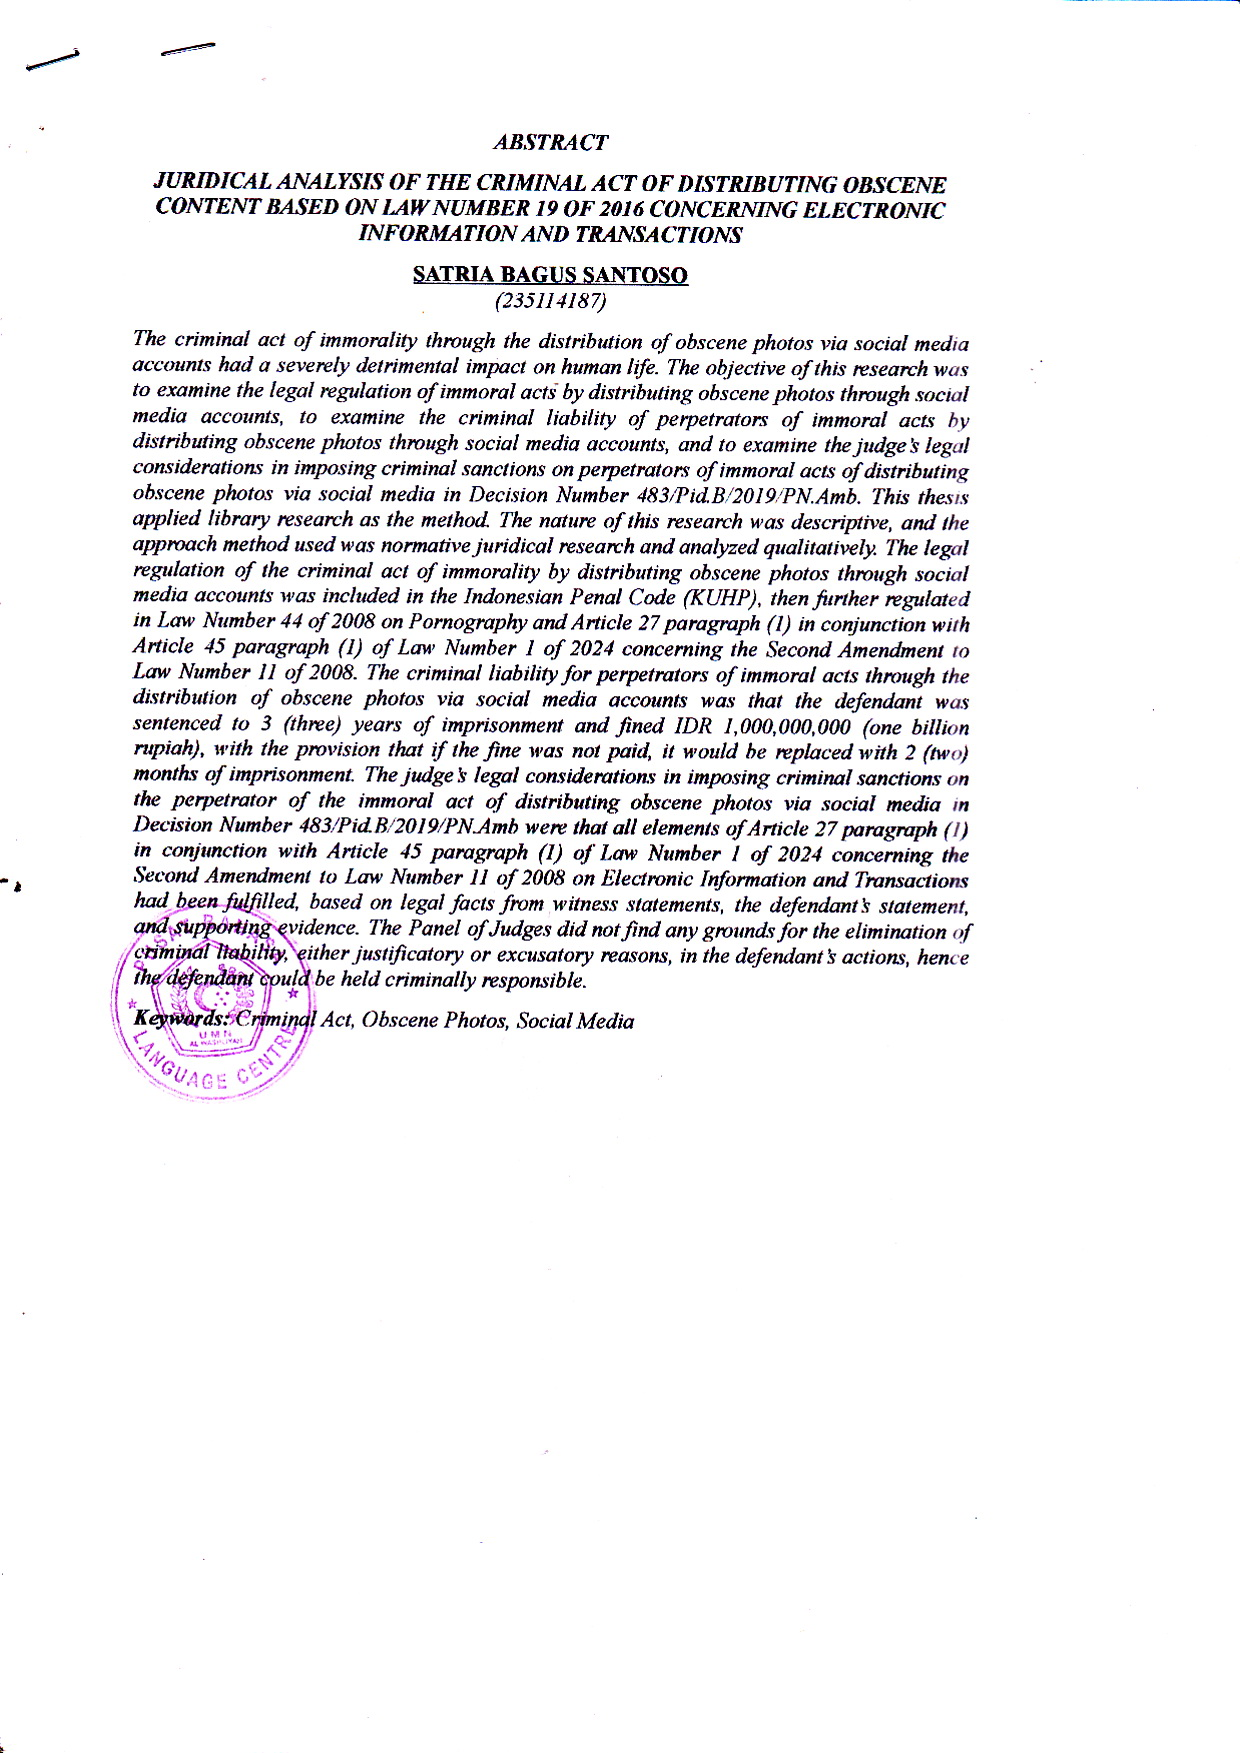 ABSTRACT
JURIDICAL ANALYSIS OF THE CRIMINAL ACT OF DISTRIBUTING OBSCENE
CONTENT BASED ON LAW NUMBER 19 OF 2016 CONCERNING ELECTRONIC
INFORMATION AND TRANSACTIONS
SATRIA BAGUS SANTOSO
(235114187)
The criminal act of immorality through the distribution of obscene photos via social media
accounts had a severely detrimental impact on human life. The objective of this research was
to examine the legal regulation of immoral acts by distributing obscene photos through social
media accounts, to examine the criminal liability of perpetrators of immoral acts by
distributing obscene photos through social media accounts, and to examine the judge's legal
considerations in imposing criminal sanctions on perpetrators of immoral acts of distributing
obscene photos via social media in Decision Number 483/Pid.B/2019/PN.Amb. This thesis
applied library research as the method. The nature of this research was descriptive, and the
approach method used was normative juridical research and analyzed qualitatively. The legal
regulation of the criminal act of immorality by distributing obscene photos through social
media accounts was included in the Indonesian Penal Code (KUHP), then further regulated
in Law Number 44 of 2008 on Pornography and Article 27 paragraph (1) in conjunction with
Article 45 paragraph (1) of Law Number 1 of 2024 concerning the Second Amendment to
Law Number 11 of 2008. The criminal liability for perpetrators of immoral acts through the
distribution of obscene photos via social media accounts was that the defendant was
sentenced to 3 (three) years of imprisonment and fined IDR 1,000,000,000 (one billion
rupiah), with the provision that if the fine was not paid, it would be replaced with 2 (two)
months of imprisonment. The judge's legal considerations in imposing criminal sanctions on
the perpetrator of the immoral act of distributing obscene photos via social media in
Decision Number 483/Pid.B/2019/PN.Amb were that all elements of Article 27 paragraph (1)
in conjunction with Article 45 paragraph (1) of Law Number 1 of 2024 concerning the
Second Amendment to Law Number 11 of 2008 on Electronic Information and Transactions
had been fulfilled, based on legal facts from witness statements, the defendant's statement,
and supporting evidence. The Panel of Judges did not find any grounds for the elimination of
criminal liability, either justificatory or excusatory reasons, in the defendant's actions, hence
the defendant could be held criminally responsible.
Keywords: Criminal Act, Obscene Photos, Social Media
UMN
AL WASHLIYAH
LANGUAGE CENTRE